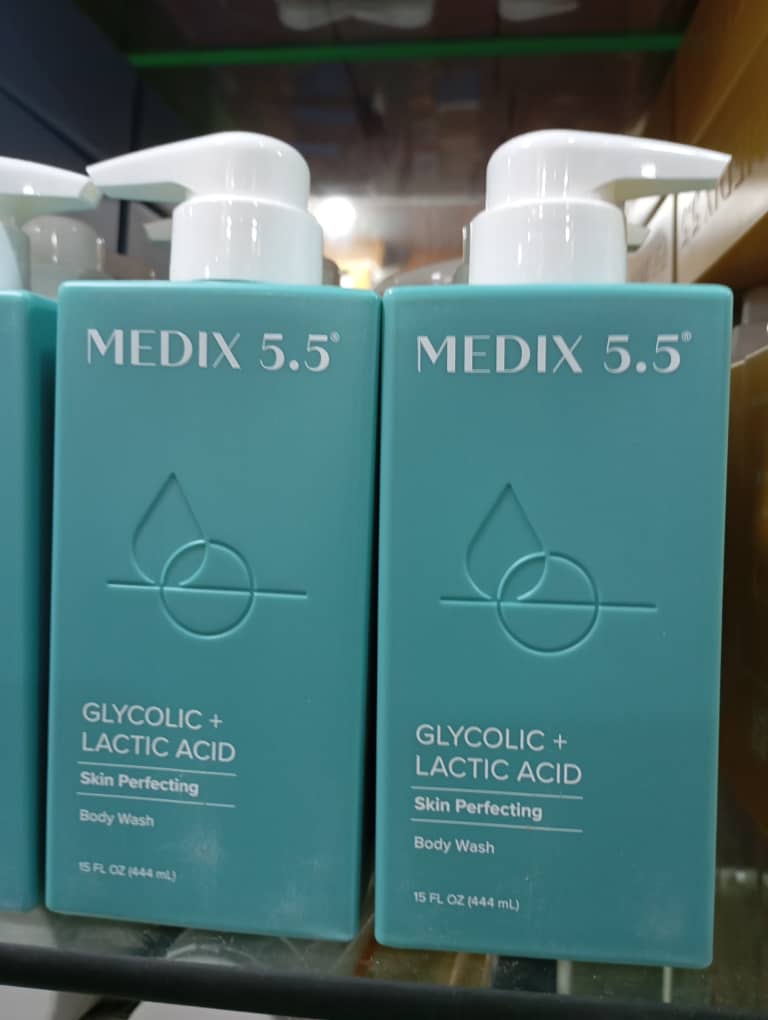 MEDIX 5.5®
GLYCOLIC +
LACTIC ACID
Skin Perfecting
Body Wash
15 FL OZ (444 mL)
MEDIX 5.5®
GLYCOLIC +
LACTIC ACID
Skin Perfecting
Body Wash
15 FL OZ (444 mL)